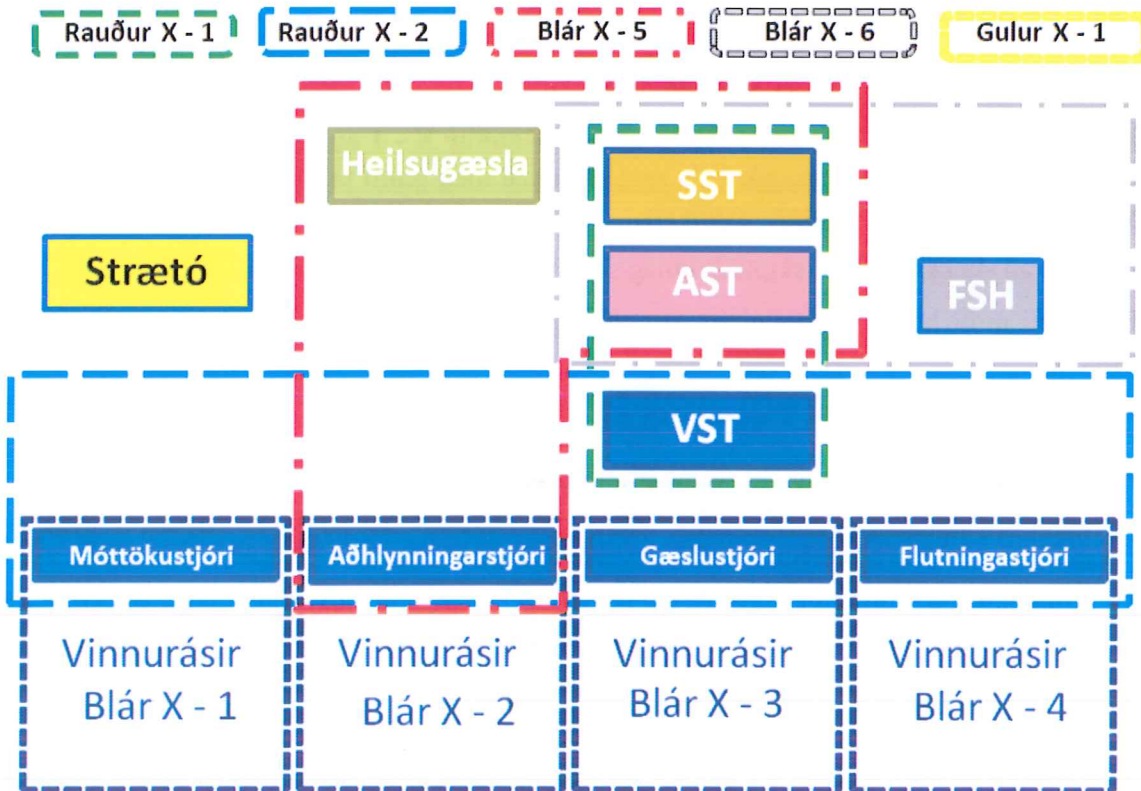 Rauður X - 1
Rauður X - 2
Blár X - 5
Blár X - 6
Gulur X - 1
Heilsugæsla
SST
Strætó
AST
FSH
VST
Móttökustjóri
Aðhlynningarstjóri
Gæslustjóri
Flutningastjóri
Vinnurásir
Blár X - 1
Vinnurásir
Blár X - 2
Vinnurásir
Blár X - 3
Vinnurásir
Blár X - 4